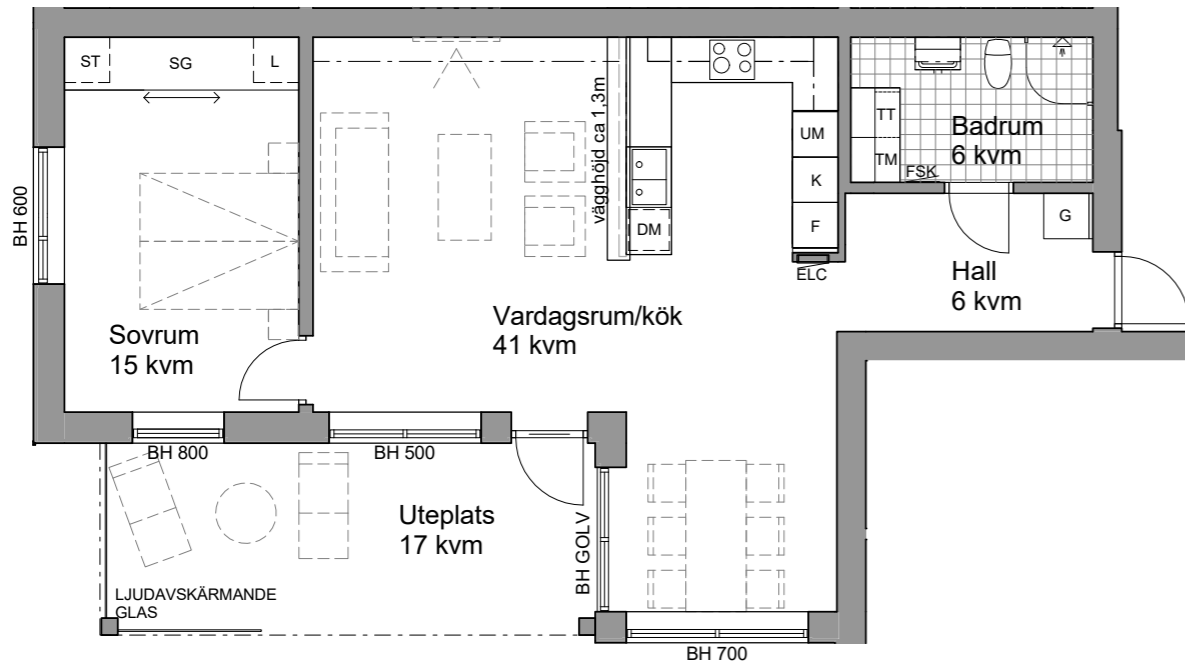 ST
SG
L
BH 600
Sovrum
15 kvm
vägghöjd ca 1,3m
DM
UM
K
F
ELC
Vardagsrum/kök
41 kvm
TT
TM
FSK
Badrum
6 kvm
G
Hall
6 kvm
BH 800
BH 500
Uteplats
17 kvm
BH GOLV
LJUDAVSKÄRMANDE
GLAS
BH 700